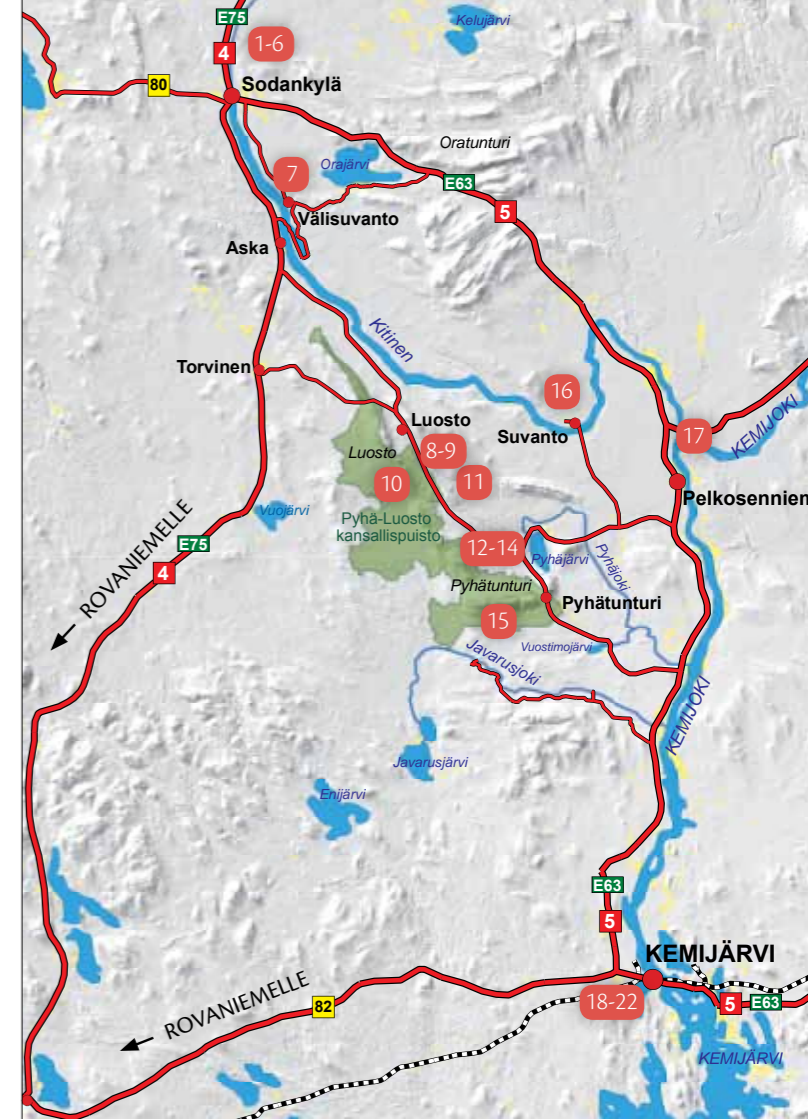 E75
Kelujärvi
4
1-6
80
Sodankylä
Oratunturi
Orajärvi
7
E63
5
Välisuvanto
Aska
Kitinen
Torvinen
16
Luosto
Suvanto
17
KEMIJOKI
Luosto
8-9
10
11
Pelkosennien
Vuojärvi
Pyhä-Luosto
kansallispuisto
ROVANIEMELLE
E75
4
12-14
Pyhäjärvi
Pyhäjoki
Pyhätunturi
Pyhätunturi
15
Vuostimojärvi
Javarusjoki
KEMIJOKI
Javarusjärvi
Enijärvi
E63
5
KEMIJÄRVI
ROVANIEMELLE
82
18-22
5
E63
KEMIJÄRVI